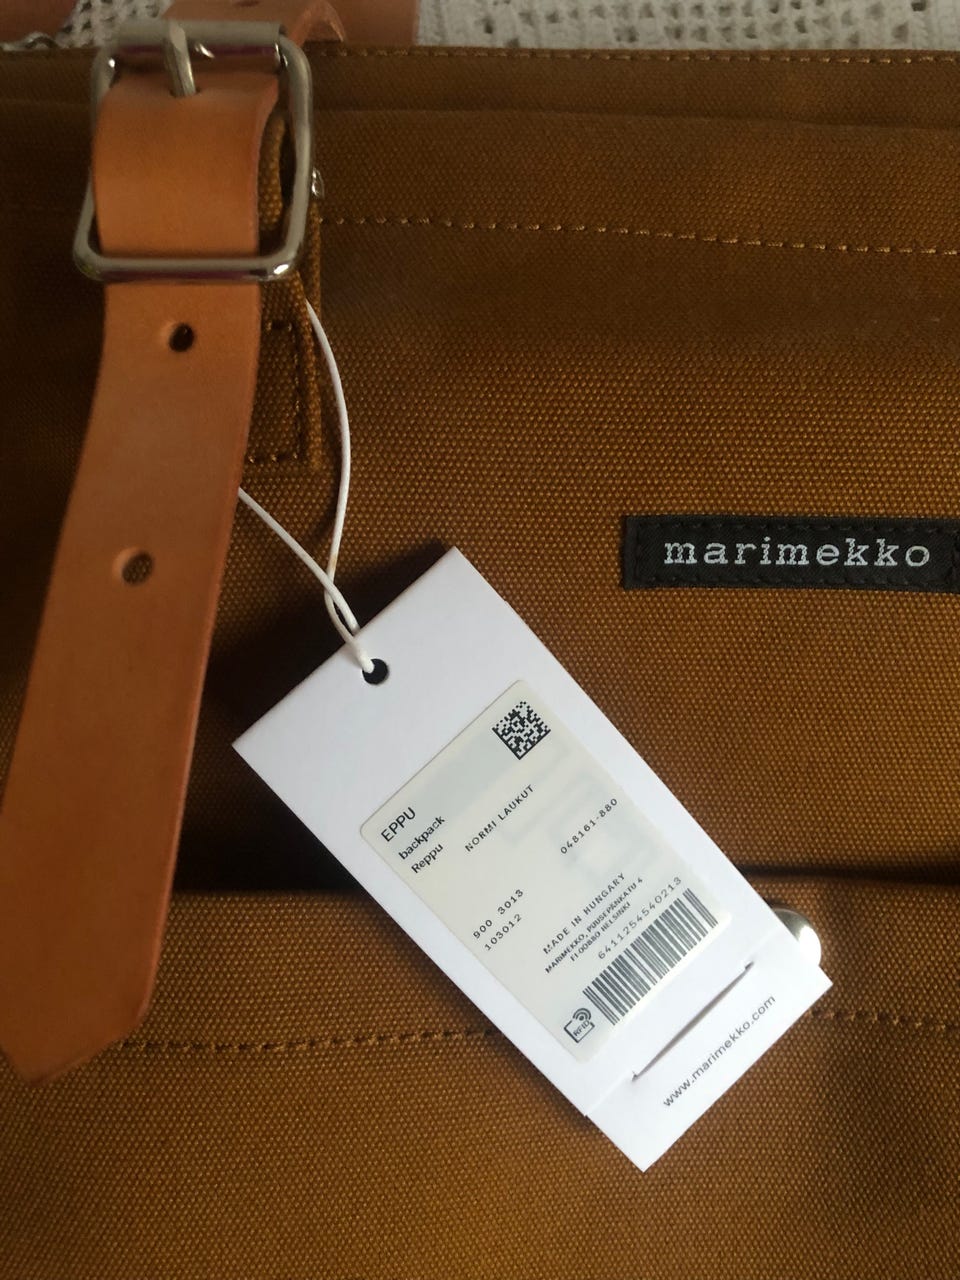 marimekko
EPPU
backpack
Reppu
NORMI LAUKUT
048161-880
900 3013
103012
MADE IN HUNGARY
MARIMEKKO, PUUSEPÄNKATU 4
FI-00880 HELSINKI
6411254540213
RFID
www.marimekko.com